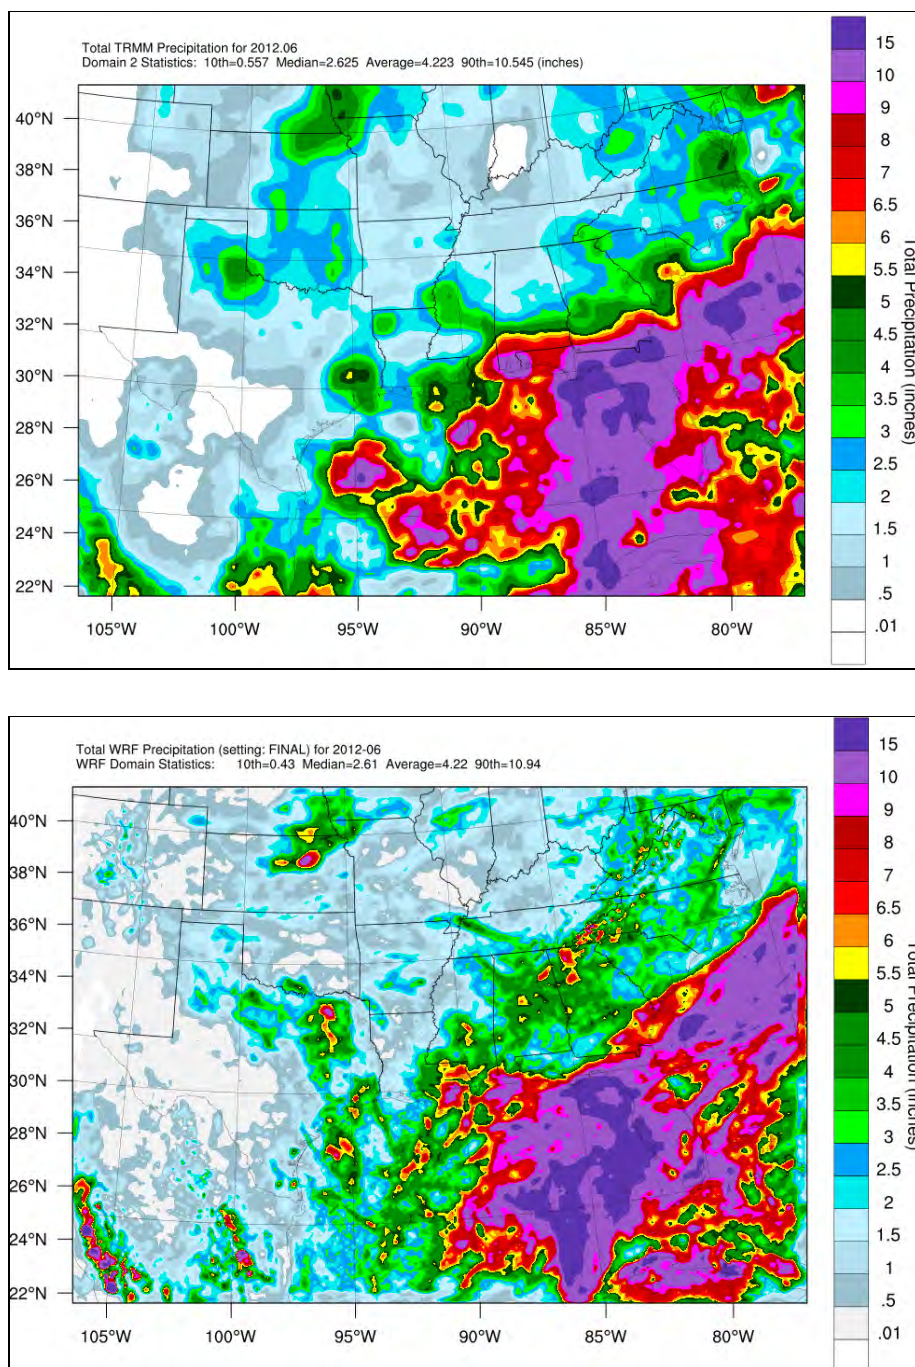 Total TRMM Precipitation for 2012.06
Domain 2 Statistics: 10th=0.557 Median=2.625 Average=4.223 90th=10.545 (inches)
40°N
38°N
36°N
34°N
32°N
30°N
28°N
26°N
24°N
22°N
105°W 100°W 95°W 90°W 85°W 80°W
15
10
9
8
7
6.5
6
5.5
5
4.5
4
3.5
3
2.5
2
1.5
1
.5
.01
Total Precipitation (inches)
Total WRF Precipitation (setting: FINAL) for 2012-06
WRF Domain Statistics: 10th=0.43 Median=2.61 Average=4.22 90th=10.94
40°N
38°N
36°N
34°N
32°N
30°N
28°N
26°N
24°N
22°N
105°W 100°W 95°W 90°W 85°W 80°W
15
10
9
8
7
6.5
6
5.5
5
4.5
4
3.5
3
2.5
2
1.5
1
.5
.01
Total Precipitation (inches)